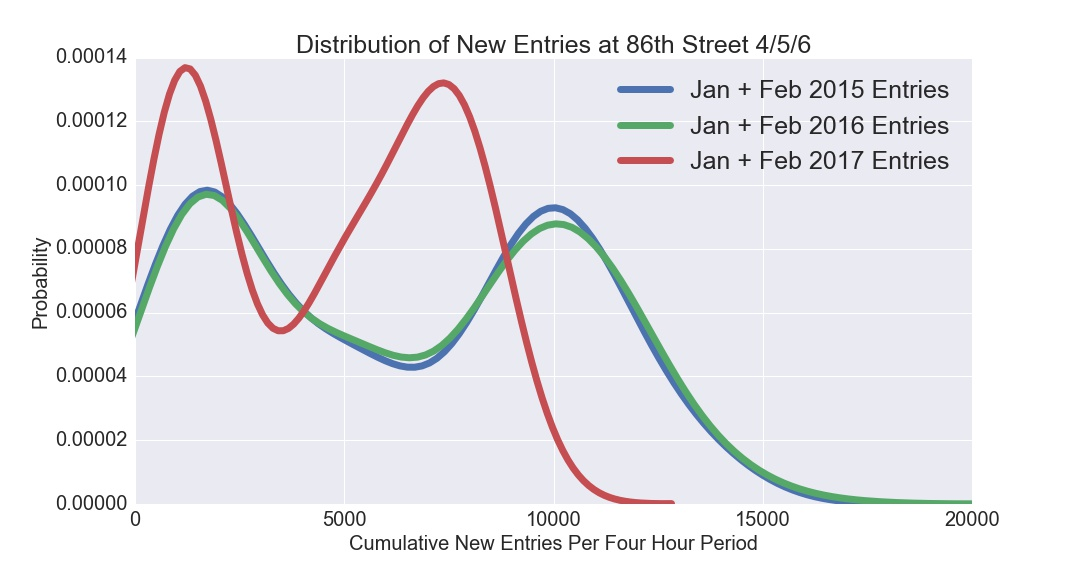 Distribution of New Entries at 86th Street 4/5/6
Jan + Feb 2015 Entries
Jan + Feb 2016 Entries
Jan + Feb 2017 Entries
Probability
0.00014
0.00012
0.00010
0.00008
0.00006
0.00004
0.00002
0.00000
0 5000 10000 15000 20000
Cumulative New Entries Per Four Hour Period